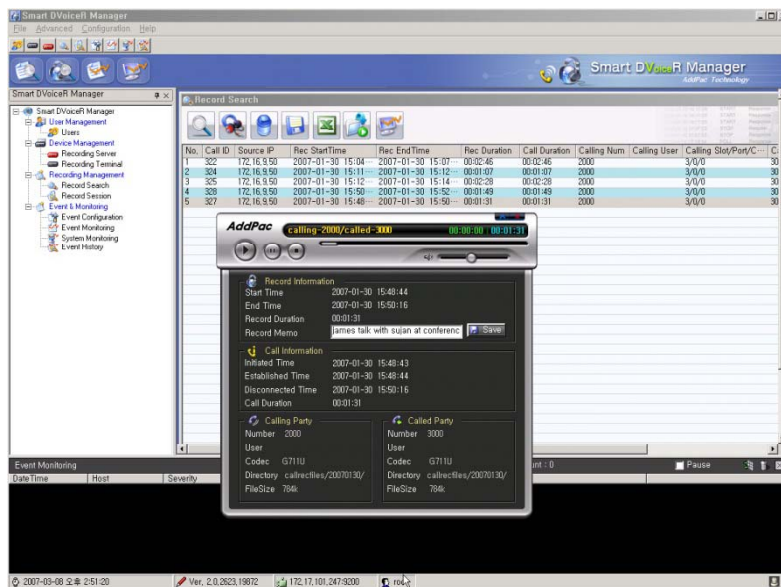 Smart DVoiceR Manager
File Advanced Configuration Help
Smart DVoiceR Manager
AddPac Technology
Smart DVoiceR Manager
Smart DVoiceR Manager
User Management
Users
Device Management
Recording Server
Recording Terminal
Recording Management
Record Search
Record Session
Event & Monitoring
Event Configuration
Event Monitoring
System Monitoring
Event History
Record Search
No. Call ID Source IP Rec StartTime Rec EndTime Rec Duration Call Duration Calling Num Calling User Calling Slot/Port/C··· C
1 322 172,16,9,50 2007-01-30 15:04··· 2007-01-30 15:07··· 00:02:46 00:02:46 2000 3/0/0 30
2 324 172,16,9,50 2007-01-30 15:11··· 2007-01-30 15:12··· 00:01:07 00:01:07 2000 3/0/0 30
3 325 172,16,9,50 2007-01-30 15:12··· 2007-01-30 15:14··· 00:02:28 00:02:28 2000 3/0/0 30
4 328 172,16,9,50 2007-01-30 15:50··· 2007-01-30 15:52··· 00:01:49 00:01:49 2000 3/0/0 30
5 327 172,16,9,50 2007-01-30 15:48··· 2007-01-30 15:50··· 00:01:31 00:01:31 2000 3/0/0 30
AddPac calling-2000/called-3000 00:00:00 00:01:31
Record Information
Start Time 2007-01-30 15:48:44
End Time 2007-01-30 15:50:16
Record Duration 00:01:31
Record Memo james talk with sujan at conferenc Save
Call Information
Initiated Time 2007-01-30 15:48:43
Established Time 2007-01-30 15:48:44
Disconnected Time 2007-01-30 15:50:16
Call Duration 00:01:31
Calling Party
Number 2000
User
Codec G711U
Directory callrecfiles/20070130/
FileSize 784k
Called Party
Number 3000
User
Codec G711U
Directory callrecfiles/20070130/
FileSize 784k
Event Monitoring
unt : 0 Pause
DateTime Host Severity
2007-03-08 오후 2:51:20 Ver, 2,0,2623,19872 172,17,101,247:9200